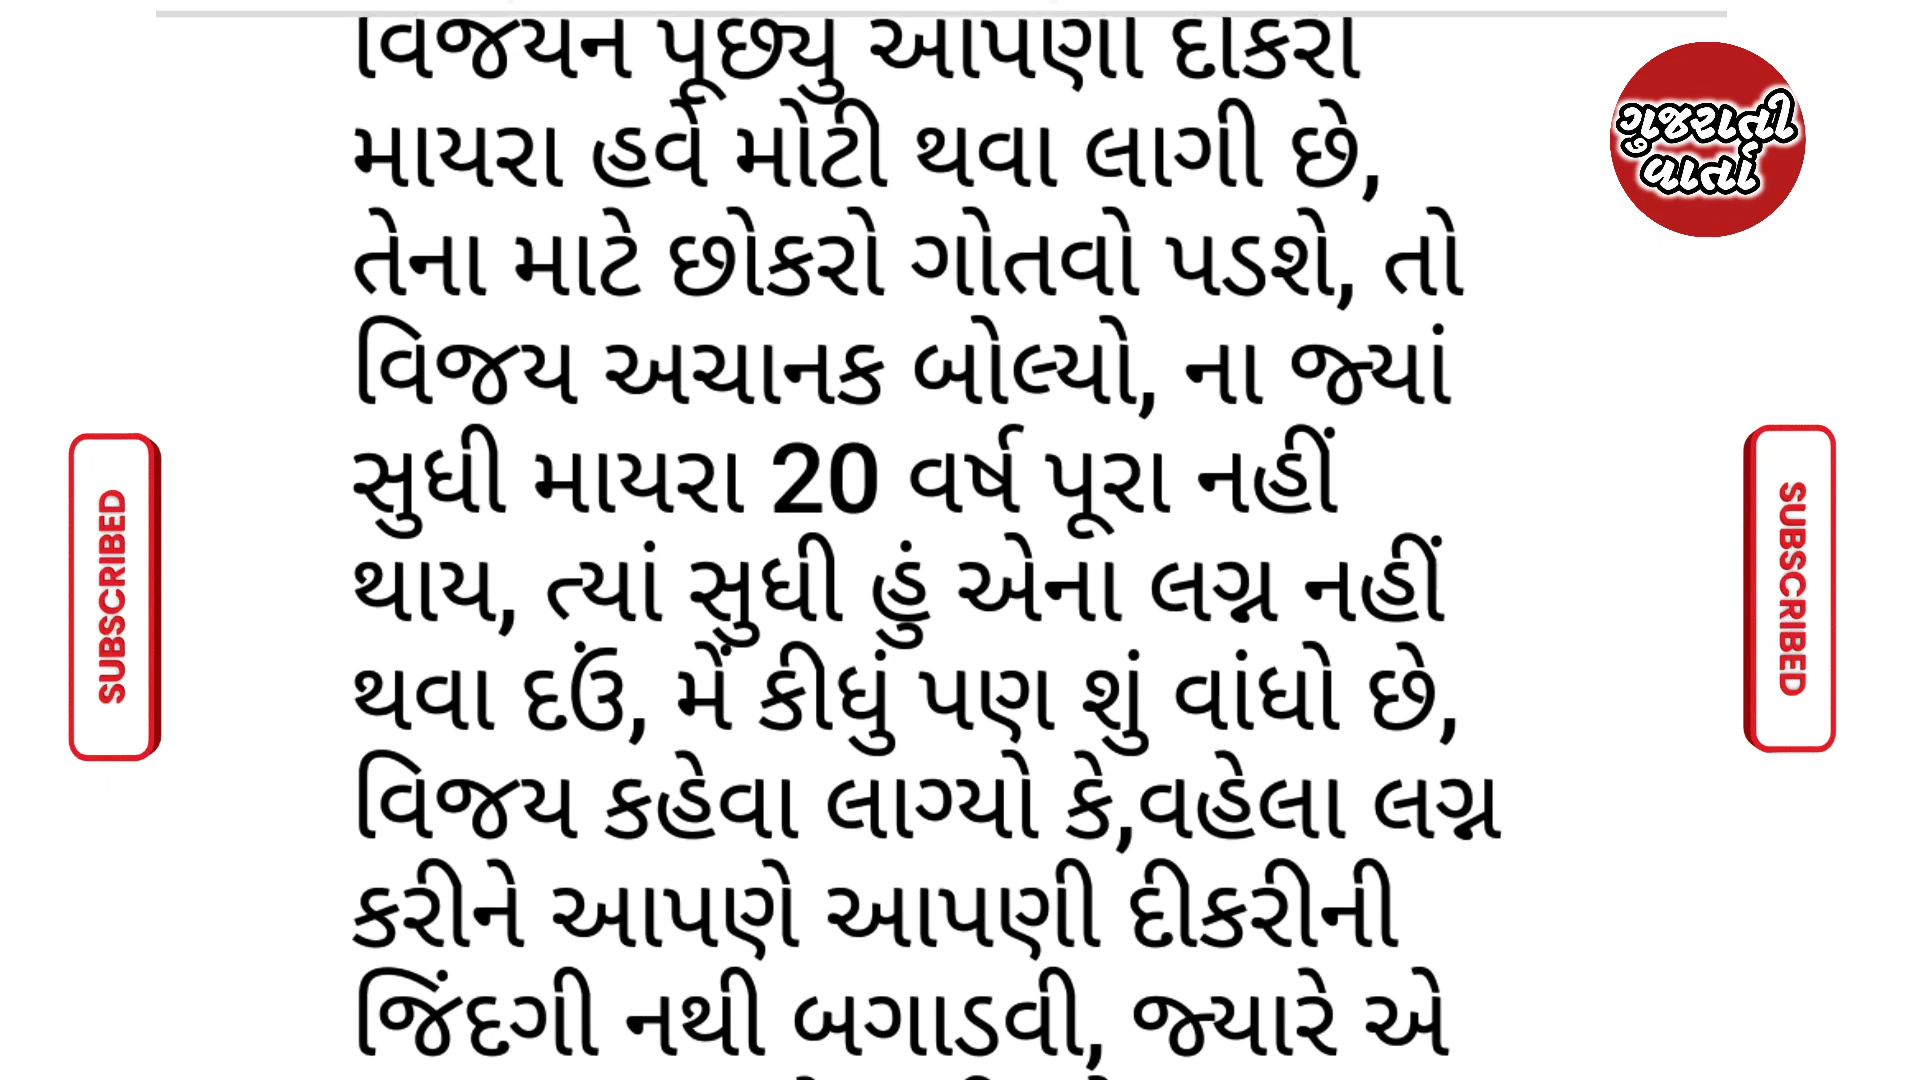 વિજયને પૂછ્યું આપણી દીકરી
માયરા હવે મોટી થવા લાગી છે,
તેના માટે છોકરો ગોતવો પડશે, તો
વિજય અચાનક બોલ્યો, ના જ્યાં
સુધી માયરા 20 વર્ષ પૂરા નહીં
થાય, ત્યાં સુધી હું એના લગ્ન નહીં
થવા દઉં, મેં કીધું પણ શું વાંધો છે,
વિજય કહેવા લાગ્યો કે,વહેલા લગ્ન
કરીને આપણે આપણી દીકરીની
જિંદગી નથી બગાડવી, જ્યારે એ
ગુજરાતી
વાર્તા
SUBSCRIBED
SUBSCRIBED